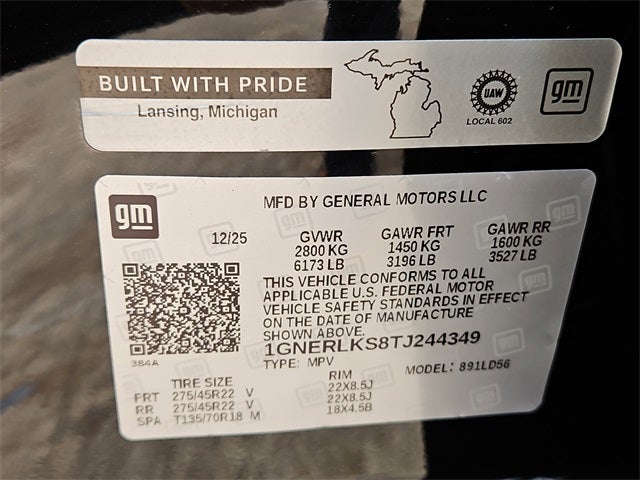 BUILT WITH PRIDE
Lansing, Michigan
UAW
LOCAL 602
gm
gm
MFD BY GENERAL MOTORS LLC
12/25 GVWR GAWR FRT GAWR RR
2800 KG 1450 KG 1600 KG
6173 LB 3196 LB 3527 LB
THIS VEHICLE CONFORMS TO ALL
APPLICABLE U.S. FEDERAL MOTOR
VEHICLE SAFETY STANDARDS IN EFFECT
ON THE DATE OF MANUFACTURE
SHOWN ABOVE.
1GNERLKS8TJ244349
384A TYPE: MPV MODEL: 891LD56
TIRE SIZE RIM
FRT 275/45R22 V 22X8.5J
RR 275/45R22 V 22X8.5J
SPA T135/70R18 M 18X4.5B